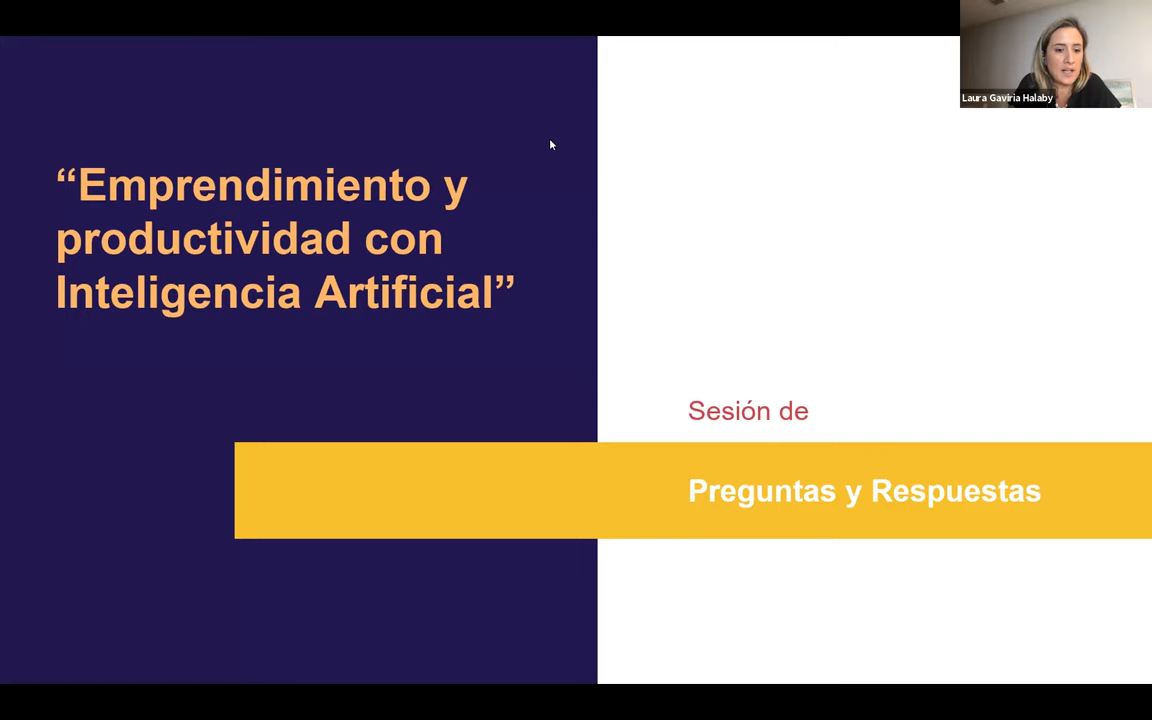 Laura Gaviria Halaby
“Emprendimiento y
productividad con
Inteligencia Artificial”
Sesión de
Preguntas y Respuestas